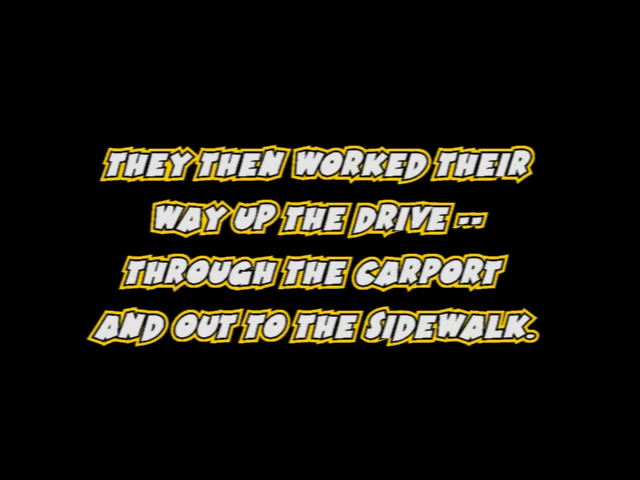 THEY THEN WORKED THEIR
WAY UP THE DRIVE --
THROUGH THE CARPORT
AND OUT TO THE SIDEWALK.